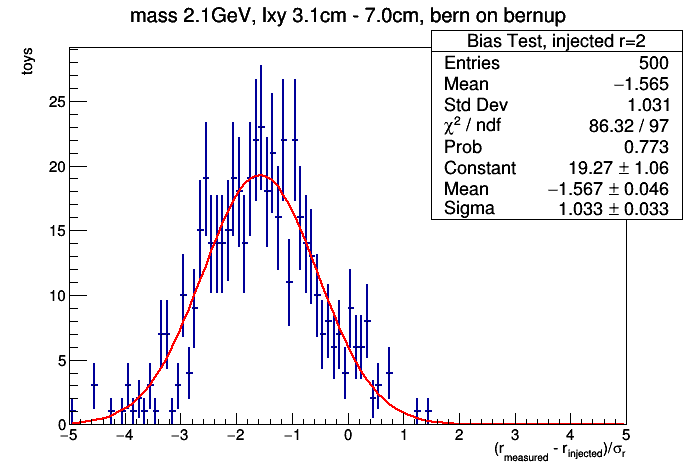 mass 2.1GeV, lxy 3.1cm - 7.0cm, bern on bernup
toys
Bias Test, injected r=2
Entries 500
Mean −1.565
Std Dev 1.031
χ² / ndf 86.32 / 97
Prob 0.773
Constant 19.27 ± 1.06
Mean −1.567 ± 0.046
Sigma 1.033 ± 0.033
25
20
15
10
5
0
−5 −4 −3 −2 −1 0 1 2 3 4 5
(r_measured - r_injected)/σ_r